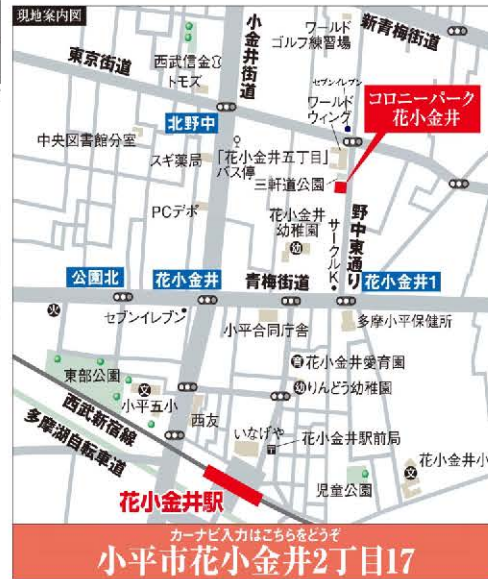 現地案内図
小金井街道
ワールド
ゴルフ練習場
新青梅街道
東京街道
西武信金
トモズ
セブンイレブン
ワールド
ウィング
コロニーパーク
花小金井
北野中
中央図書館分室
スギ薬局
「花小金井五丁目」
バス停
三軒道公園
PCデポ
花小金井
幼稚園
幼
サークルK
野中東通り
公園北
花小金井
青梅街道
花小金井1
火
セブンイレブン
小平合同庁舎
多摩小平保健所
東部公園
文
小平五小
育花小金井愛育園
幼りんどう幼稚園
西武新宿線
多摩湖自転車道
西友
いなげや
花小金井駅前局
〒
花小金井駅
児童公園
文
花小金井小
カーナビ入力はこちらをどうぞ
小平市花小金井2丁目17